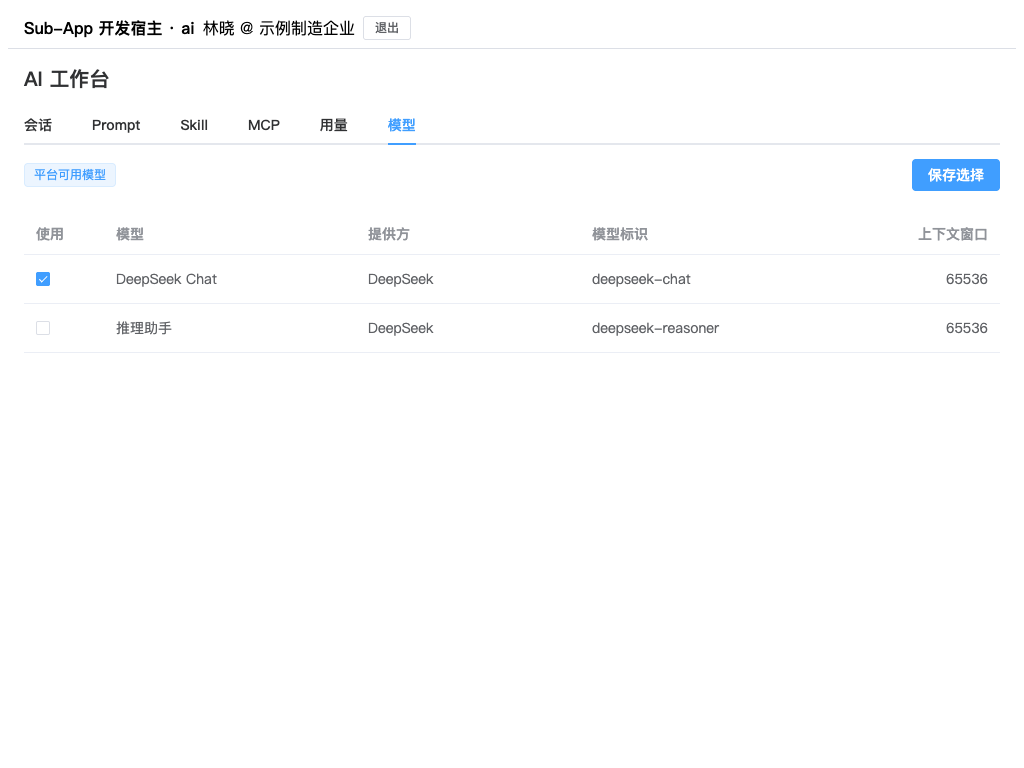 Sub-App 开发宿主 · ai 林晓 @ 示例制造企业 退出
AI 工作台
会话 Prompt Skill MCP 用量 模型
平台可用模型 保存选择
使用 模型 提供方 模型标识 上下文窗口
DeepSeek Chat DeepSeek deepseek-chat 65536
推理助手 DeepSeek deepseek-reasoner 65536